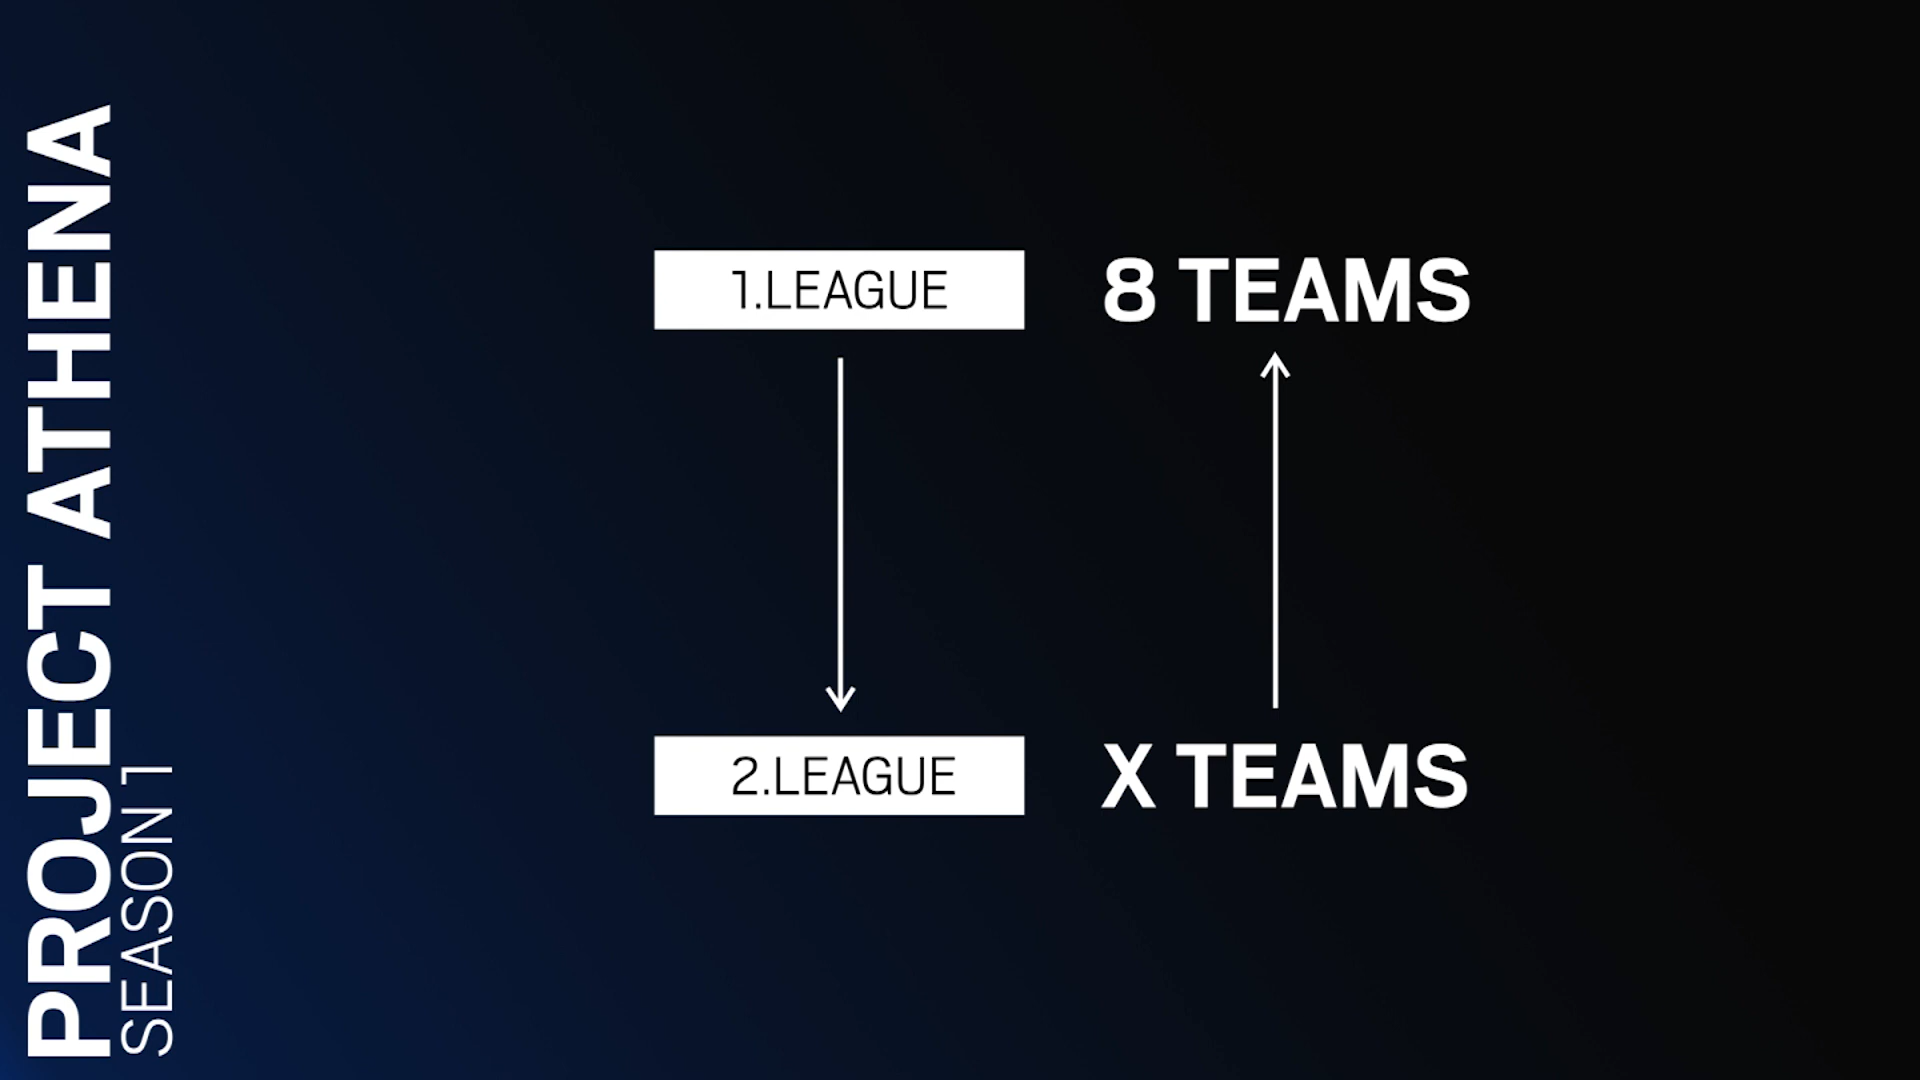 PROJECT ATHENA
SEASON 1
1.LEAGUE
8 TEAMS
2.LEAGUE
X TEAMS